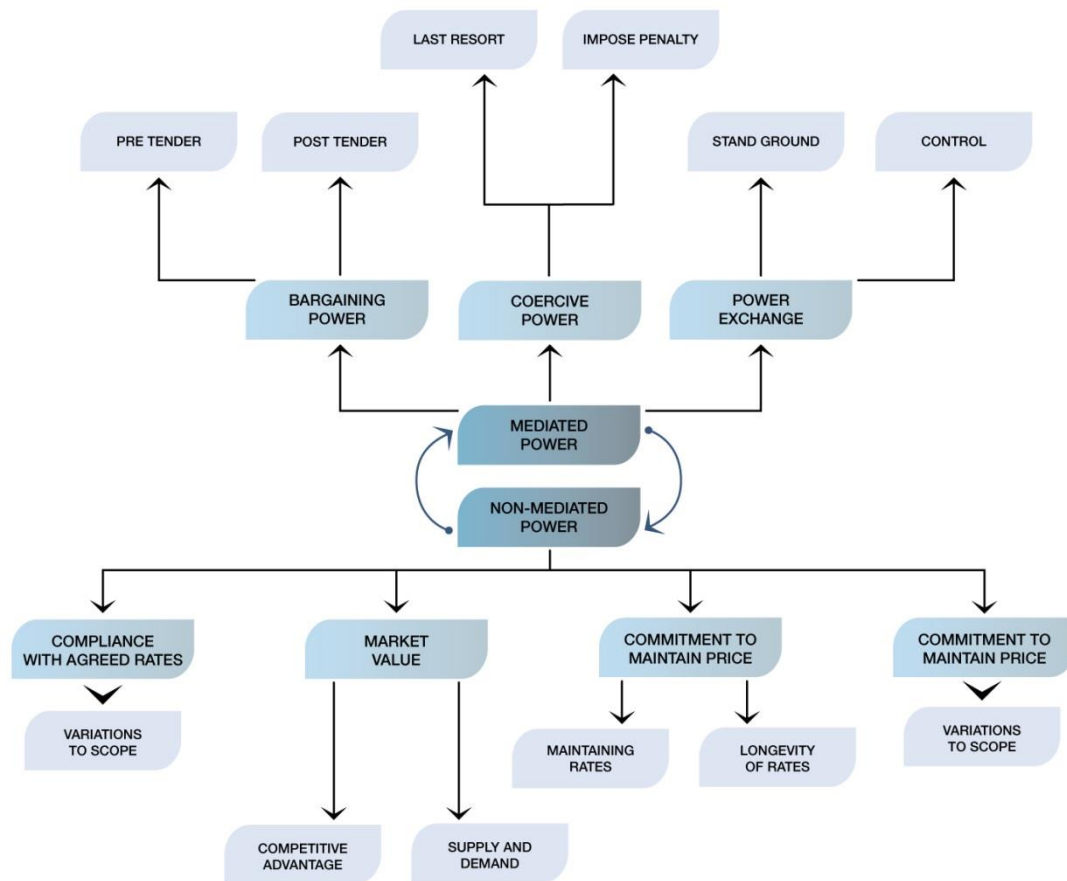 LAST RESORT
IMPOSE PENALTY
PRE TENDER
POST TENDER
STAND GROUND
CONTROL
BARGAINING
POWER
COERCIVE
POWER
POWER
EXCHANGE
MEDIATED
POWER
NON-MEDIATED
POWER
COMPLIANCE
WITH AGREED RATES
MARKET
VALUE
COMMITMENT TO
MAINTAIN PRICE
COMMITMENT TO
MAINTAIN PRICE
VARIATIONS
TO SCOPE
MAINTAINING
RATES
LONGEVITY
OF RATES
VARIATIONS
TO SCOPE
COMPETITIVE
ADVANTAGE
SUPPLY AND
DEMAND